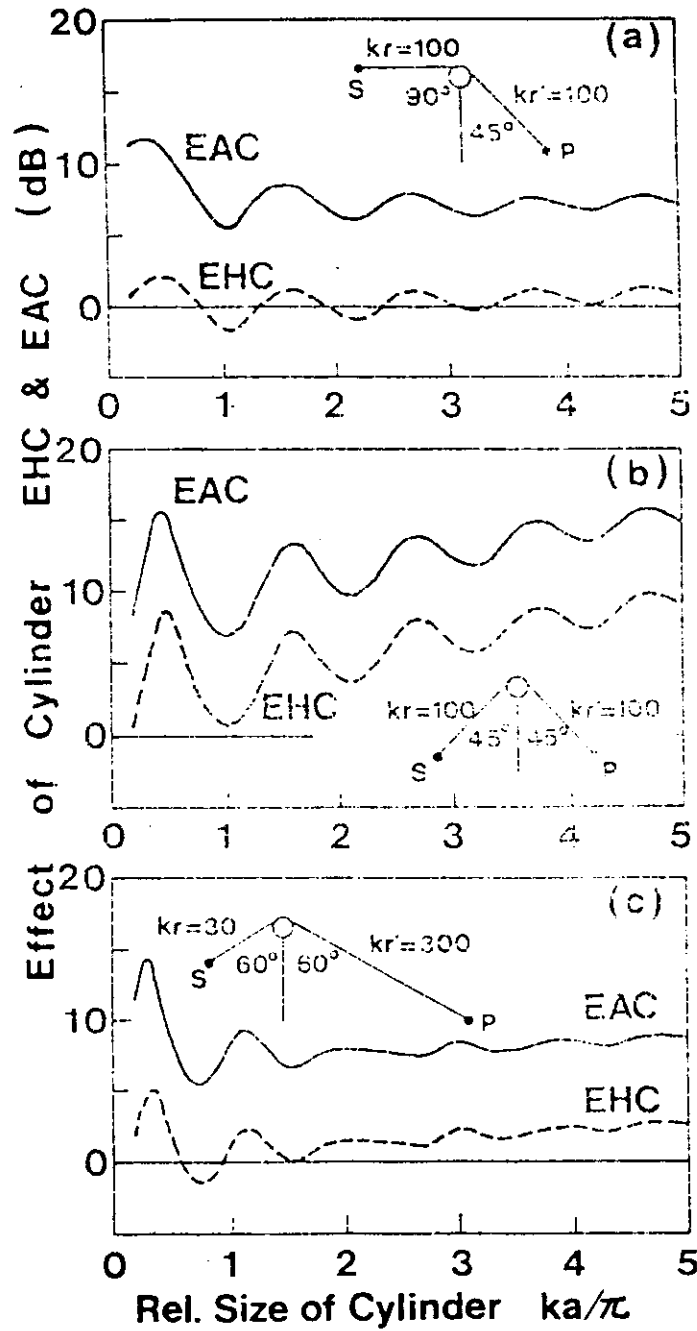 Effect of Cylinder EHC & EAC (dB)
20
10
0
(a)
kr=100
S
90°
45°
kr'=100
P
EAC
EHC
0 1 2 3 4 5
20
10
0
(b)
EAC
EHC
kr=100
kr'=100
45° 45°
S
P
0 1 2 3 4 5
20
10
0
(c)
kr=30
kr'=300
60° 60°
S
P
EAC
EHC
0 1 2 3 4 5
Rel. Size of Cylinder ka/π